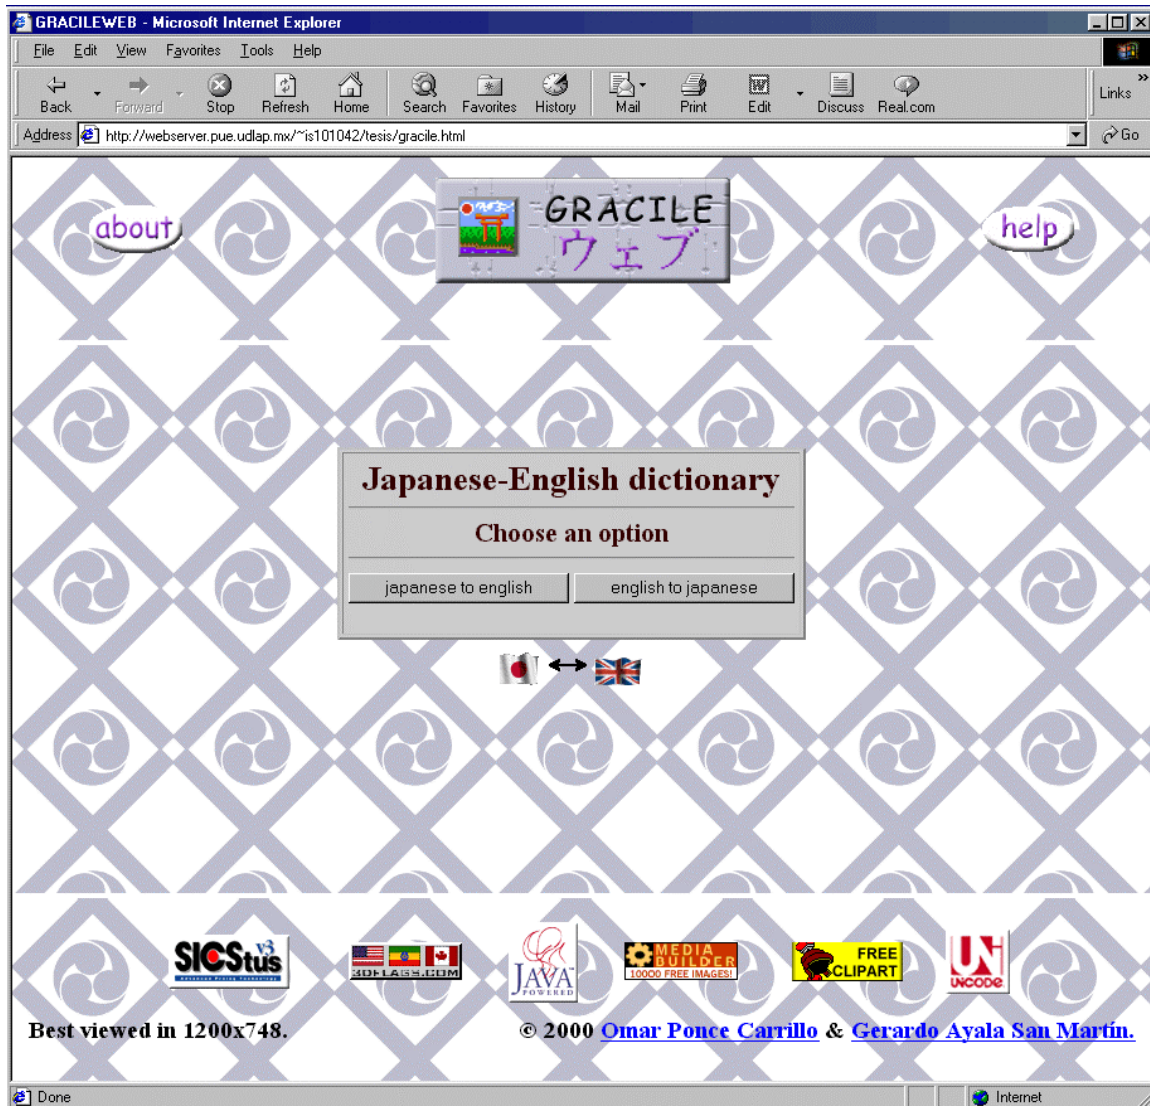 GRACILEWEB - Microsoft Internet Explorer
File Edit View Favorites Tools Help
Back Forward Stop Refresh Home Search Favorites History Mail Print Edit Discuss Real.com Links »
Address http://webserver.pue.udlap.mx/~is101042/tesis/gracile.html Go
about
GRACILE
ウェブ
help
Japanese-English dictionary
Choose an option
japanese to english english to japanese
SICStus v3
3DFLAGS.COM
JAVA
POWERED
MEDIA
BUILDER
10000 FREE IMAGES!
FREE
CLIPART
UNICODE
Best viewed in 1200x748. © 2000 Omar Ponce Carrillo & Gerardo Ayala San Martín.
Done Internet